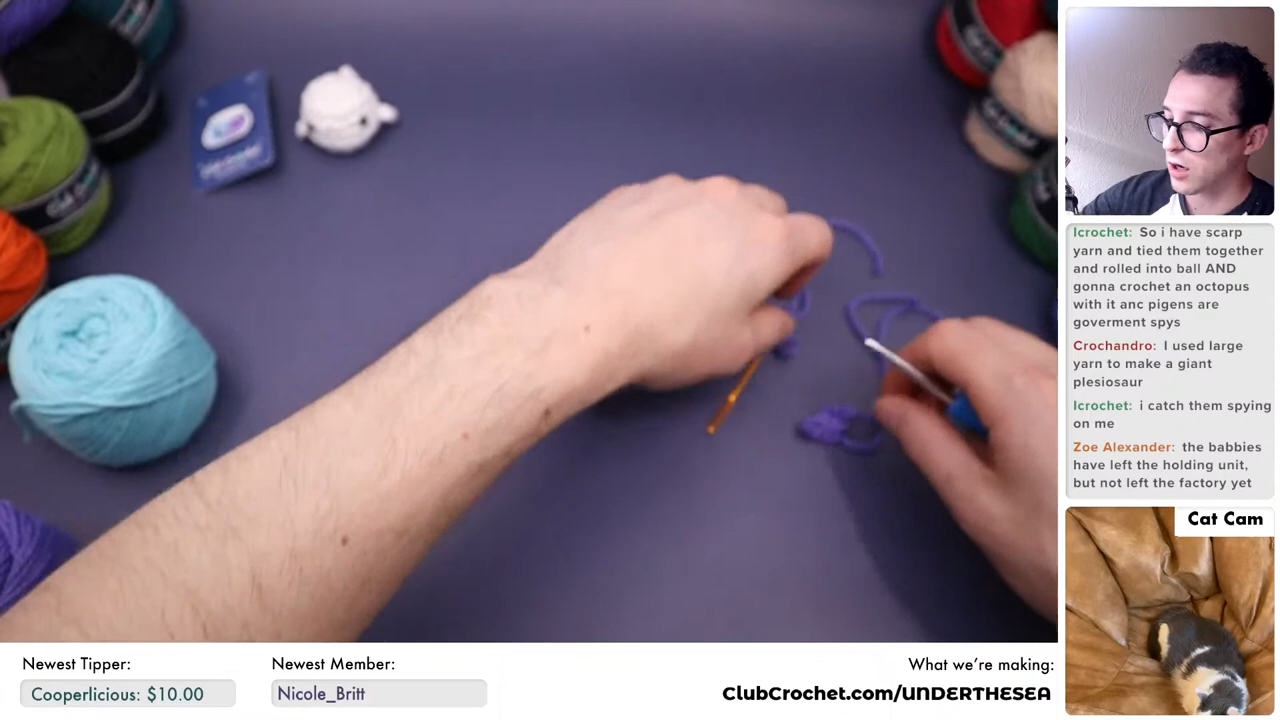 Icrochet: So i have scarp
yarn and tied them together
and rolled into ball AND
gonna crochet an octopus
with it anc pigens are
goverment spys
Crochandro: I used large
yarn to make a giant
plesiosaur
Icrochet: i catch them spying
on me
Zoe Alexander: the babbies
have left the holding unit,
but not left the factory yet
Cat Cam
Newest Tipper:
Cooperlicious: $10.00
Newest Member:
Nicole_Britt
What we're making:
ClubCrochet.com/UNDERTHESEA